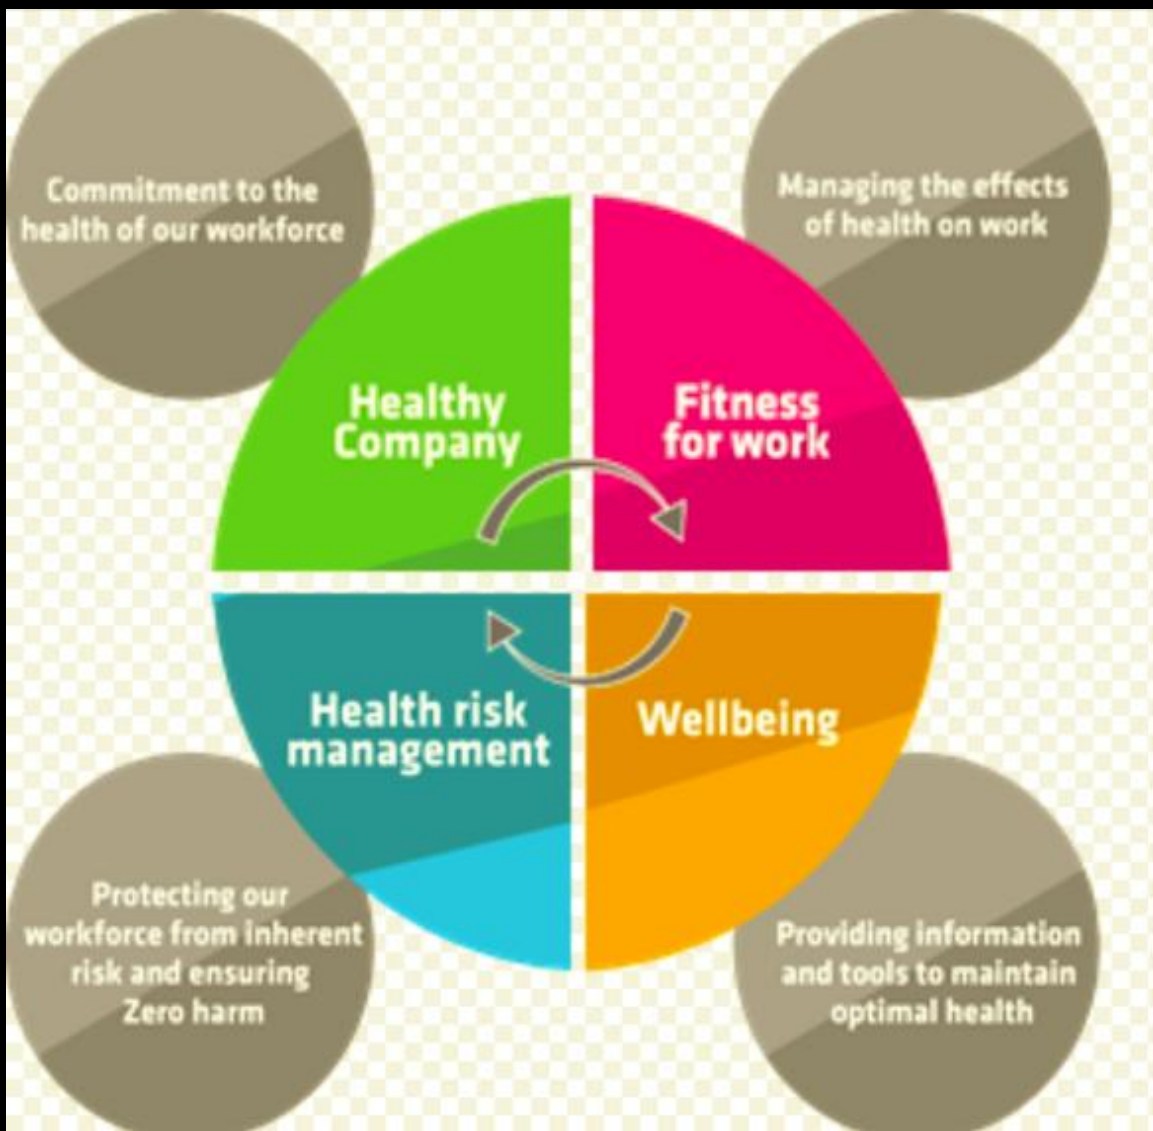 Commitment to the
health of our workforce
Managing the effects
of health on work
Healthy
Company
Fitness
for work
Health risk
management
Wellbeing
Protecting our
workforce from inherent
risk and ensuring
Zero harm
Providing information
and tools to maintain
optimal health